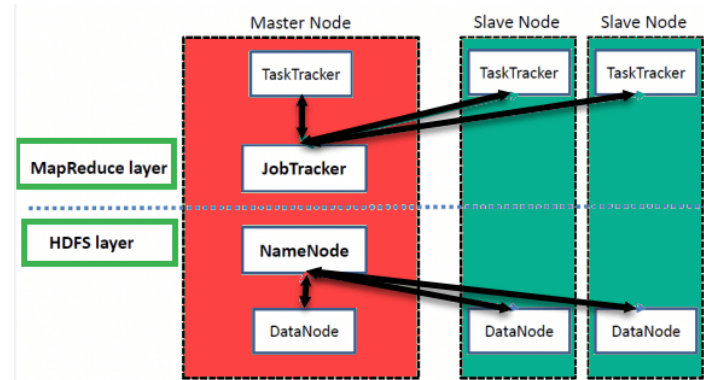 Master Node
Slave Node
Slave Node
TaskTracker
TaskTracker
TaskTracker
MapReduce layer
JobTracker
HDFS layer
NameNode
DataNode
DataNode
DataNode